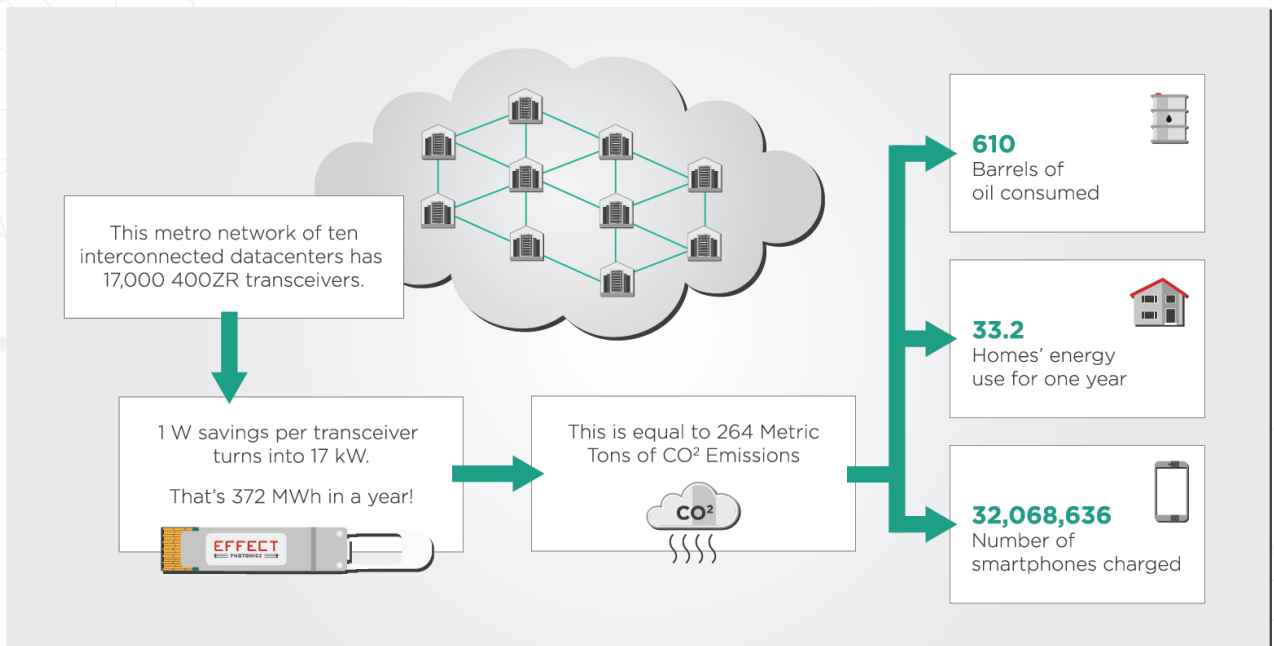 This metro network of ten
interconnected datacenters has
17,000 400ZR transceivers.
1 W savings per transceiver
turns into 17 kW.
That's 372 MWh in a year!
EFFECT
PHOTONICS
This is equal to 264 Metric
Tons of CO² Emissions
CO²
610
Barrels of
oil consumed
33.2
Homes' energy
use for one year
32,068,636
Number of
smartphones charged